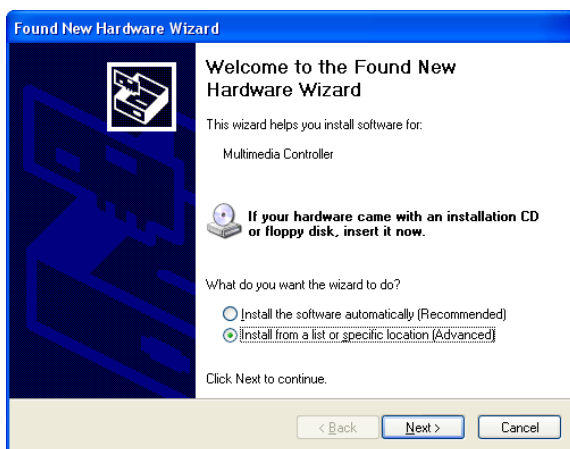 Found New Hardware Wizard
Welcome to the Found New
Hardware Wizard
This wizard helps you install software for:
Multimedia Controller
If your hardware came with an installation CD
or floppy disk, insert it now.
What do you want the wizard to do?
Install the software automatically (Recommended)
Install from a list or specific location (Advanced)
Click Next to continue.
< Back
Next >
Cancel